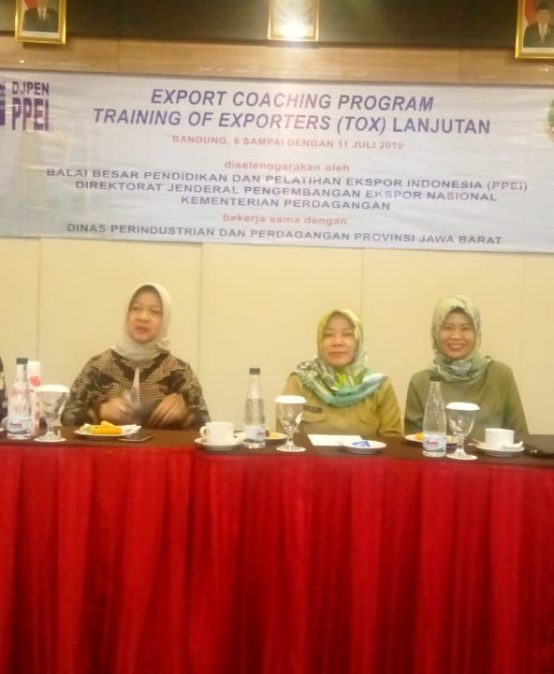 DJPEN
PPEI
EXPORT COACHING PROGRAM
TRAINING OF EXPORTERS (TOX) LANJUTAN
BANDUNG, 9 SAMPAI DENGAN 11 JULI 2019
diselenggarakan oleh
BALAI BESAR PENDIDIKAN DAN PELATIHAN EKSPOR INDONESIA (PPEI)
DIREKTORAT JENDERAL PENGEMBANGAN EKSPOR NASIONAL
KEMENTERIAN PERDAGANGAN
bekerja sama dengan
DINAS PERINDUSTRIAN DAN PERDAGANGAN PROVINSI JAWA BARAT